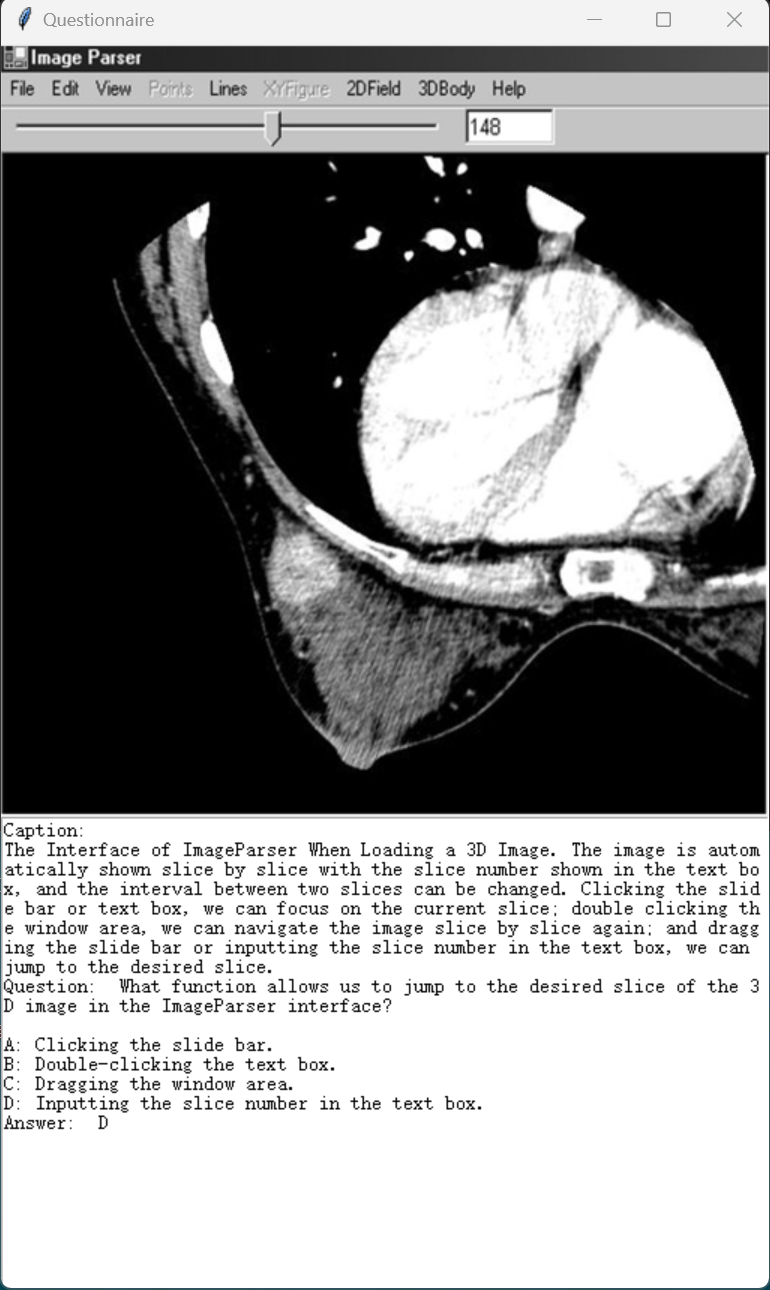 Questionnaire
Image Parser
File Edit View Points Lines XYFigure 2DField 3DBody Help
148
Caption:
The Interface of ImageParser When Loading a 3D Image. The image is autom
atically shown slice by slice with the slice number shown in the text bo
x, and the interval between two slices can be changed. Clicking the slid
e bar or text box, we can focus on the current slice; double clicking th
e window area, we can navigate the image slice by slice again; and dragg
ing the slide bar or inputting the slice number in the text box, we can
jump to the desired slice.
Question:  What function allows us to jump to the desired slice of the 3
D image in the ImageParser interface?
A: Clicking the slide bar.
B: Double-clicking the text box.
C: Dragging the window area.
D: Inputting the slice number in the text box.
Answer:  D